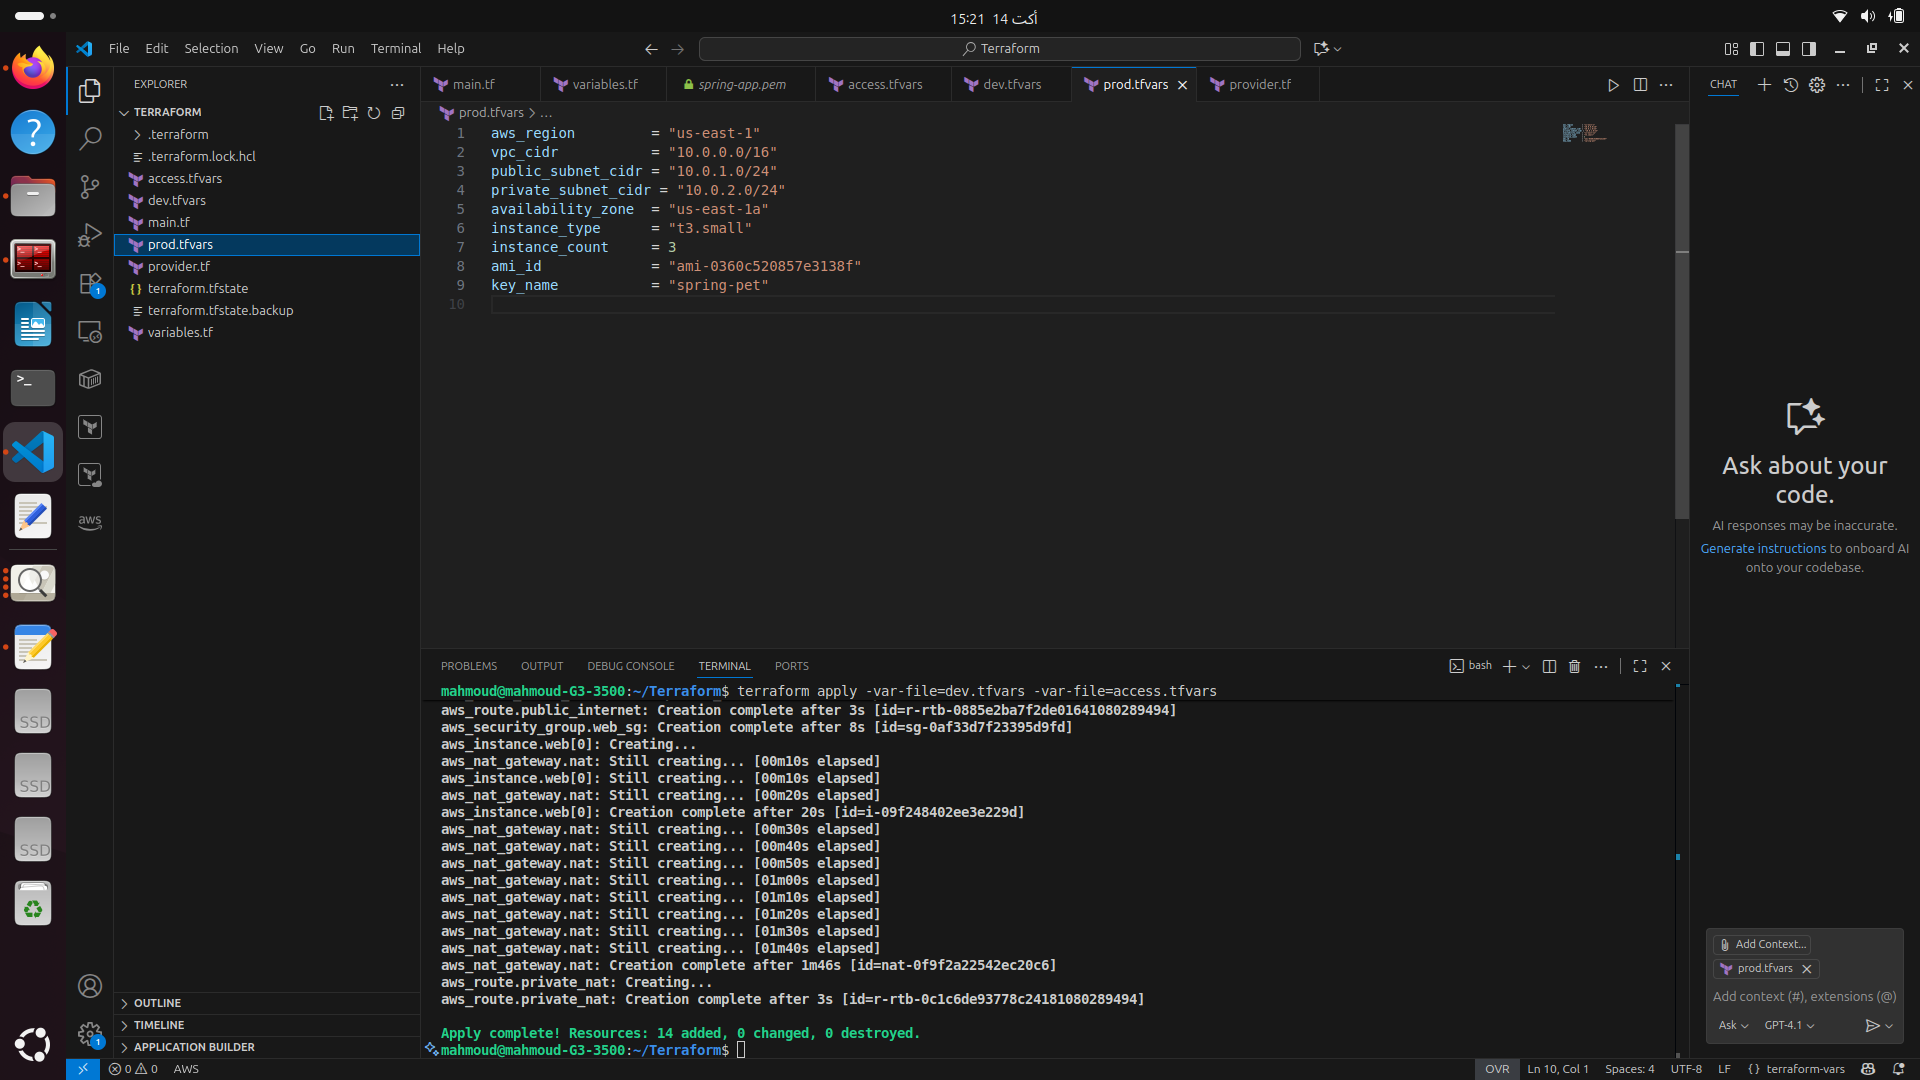 15:21 14 أكت
File Edit Selection View Go Run Terminal Help
Terraform
EXPLORER
TERRAFORM
.terraform
.terraform.lock.hcl
access.tfvars
dev.tfvars
main.tf
prod.tfvars
provider.tf
terraform.tfstate
terraform.tfstate.backup
variables.tf
OUTLINE
TIMELINE
APPLICATION BUILDER
main.tf variables.tf spring-app.pem access.tfvars dev.tfvars prod.tfvars provider.tf
prod.tfvars > ...
1 aws_region = "us-east-1"
2 vpc_cidr = "10.0.0.0/16"
3 public_subnet_cidr = "10.0.1.0/24"
4 private_subnet_cidr = "10.0.2.0/24"
5 availability_zone = "us-east-1a"
6 instance_type = "t3.small"
7 instance_count = 3
8 ami_id = "ami-0360c520857e3138f"
9 key_name = "spring-pet"
10
PROBLEMS OUTPUT DEBUG CONSOLE TERMINAL PORTS
bash
mahmoud@mahmoud-G3-3500:~/Terraform$ terraform apply -var-file=dev.tfvars -var-file=access.tfvars
aws_route.public_internet: Creation complete after 3s [id=r-rtb-0885e2ba7f2de01641080289494]
aws_security_group.web_sg: Creation complete after 8s [id=sg-0af33d7f23395d9fd]
aws_instance.web[0]: Creating...
aws_nat_gateway.nat: Still creating... [00m10s elapsed]
aws_instance.web[0]: Still creating... [00m10s elapsed]
aws_nat_gateway.nat: Still creating... [00m20s elapsed]
aws_instance.web[0]: Creation complete after 20s [id=i-09f248402ee3e229d]
aws_nat_gateway.nat: Still creating... [00m30s elapsed]
aws_nat_gateway.nat: Still creating... [00m40s elapsed]
aws_nat_gateway.nat: Still creating... [00m50s elapsed]
aws_nat_gateway.nat: Still creating... [01m00s elapsed]
aws_nat_gateway.nat: Still creating... [01m10s elapsed]
aws_nat_gateway.nat: Still creating... [01m20s elapsed]
aws_nat_gateway.nat: Still creating... [01m30s elapsed]
aws_nat_gateway.nat: Still creating... [01m40s elapsed]
aws_nat_gateway.nat: Creation complete after 1m46s [id=nat-0f9f2a22542ec20c6]
aws_route.private_nat: Creating...
aws_route.private_nat: Creation complete after 3s [id=r-rtb-0c1c6de93778c24181080289494]
Apply complete! Resources: 14 added, 0 changed, 0 destroyed.
mahmoud@mahmoud-G3-3500:~/Terraform$
CHAT
Ask about your
code.
AI responses may be inaccurate.
Generate instructions to onboard AI
onto your codebase.
Add Context...
prod.tfvars
Add context (#), extensions (@)
Ask GPT-4.1
aws
1
1
SSD
SSD
SSD
0 0 AWS
OVR Ln 10, Col 1 Spaces: 4 UTF-8 LF {} terraform-vars